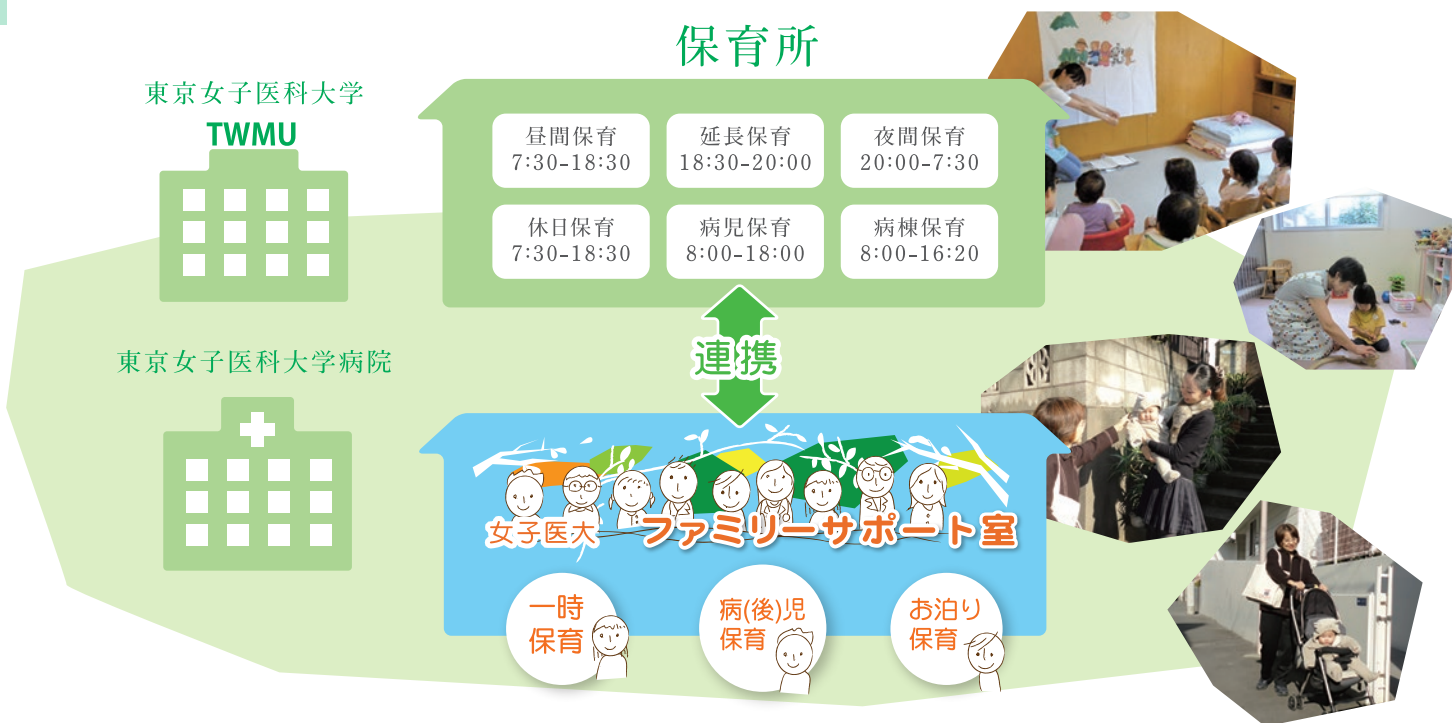 保育所
東京女子医科大学
TWMU
昼間保育
7:30-18:30
延長保育
18:30-20:00
夜間保育
20:00-7:30
休日保育
7:30-18:30
病児保育
8:00-18:00
病棟保育
8:00-16:20
連携
東京女子医科大学病院
女子医大 ファミリーサポート室
一時
保育
病(後)児
保育
お泊り
保育